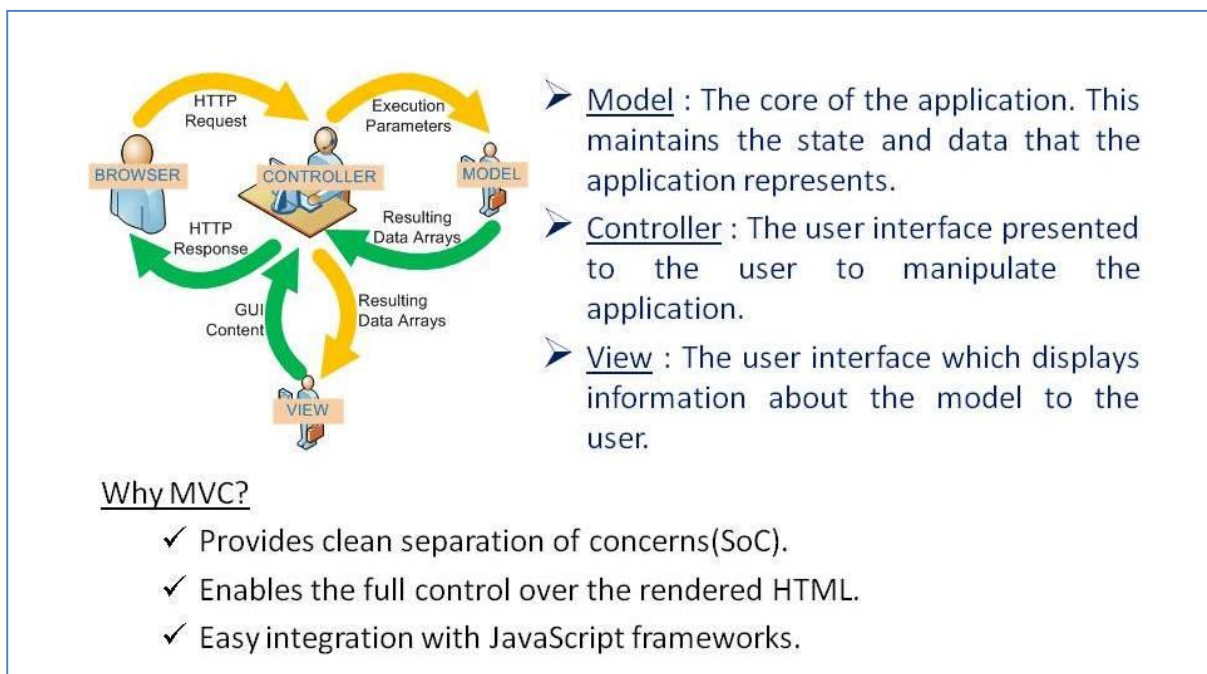 HTTP
Request
Execution
Parameters
BROWSER
CONTROLLER
MODEL
HTTP
Response
Resulting
Data Arrays
GUI
Content
Resulting
Data Arrays
VIEW
➢ Model : The core of the application. This
maintains the state and data that the
application represents.
➢ Controller : The user interface presented
to the user to manipulate the
application.
➢ View : The user interface which displays
information about the model to the
user.
Why MVC?
✓ Provides clean separation of concerns(SoC).
✓ Enables the full control over the rendered HTML.
✓ Easy integration with JavaScript frameworks.